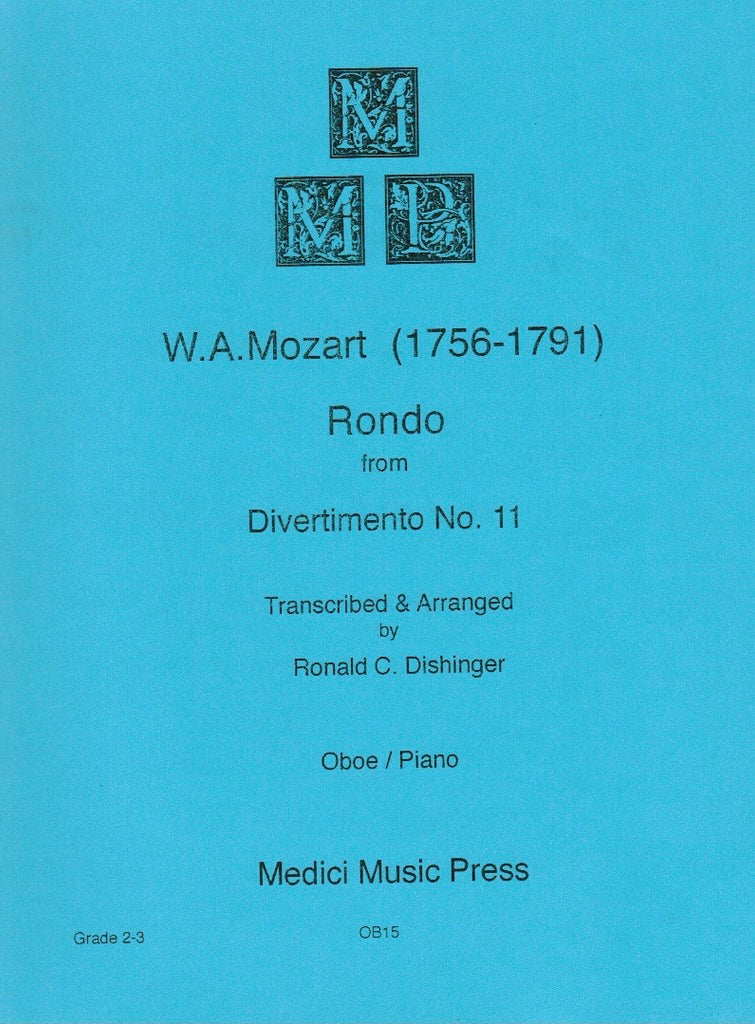 M
M P
W.A.Mozart (1756-1791)
Rondo
from
Divertimento No. 11
Transcribed & Arranged
by
Ronald C. Dishinger
Oboe / Piano
Medici Music Press
Grade 2-3
OB15